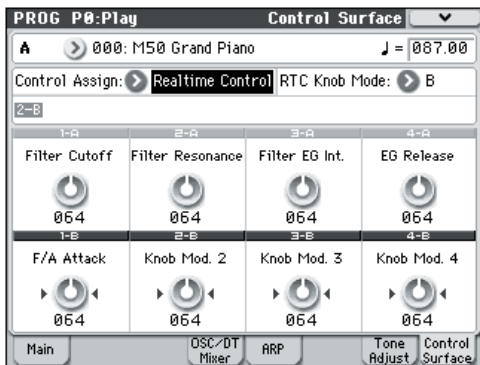 PROG P0:Play Control Surface
A 000: M50 Grand Piano ♩ = 087.00
Control Assign: Realtime Control RTC Knob Mode: B
2-B
1-A 2-A 3-A 4-A
Filter Cutoff Filter Resonance Filter EG Int. EG Release
064 064 064 064
1-B 2-B 3-B 4-B
F/A Attack Knob Mod. 2 Knob Mod. 3 Knob Mod. 4
064 064 064 064
Main OSC/DT Mixer ARP Tone Adjust Control Surface